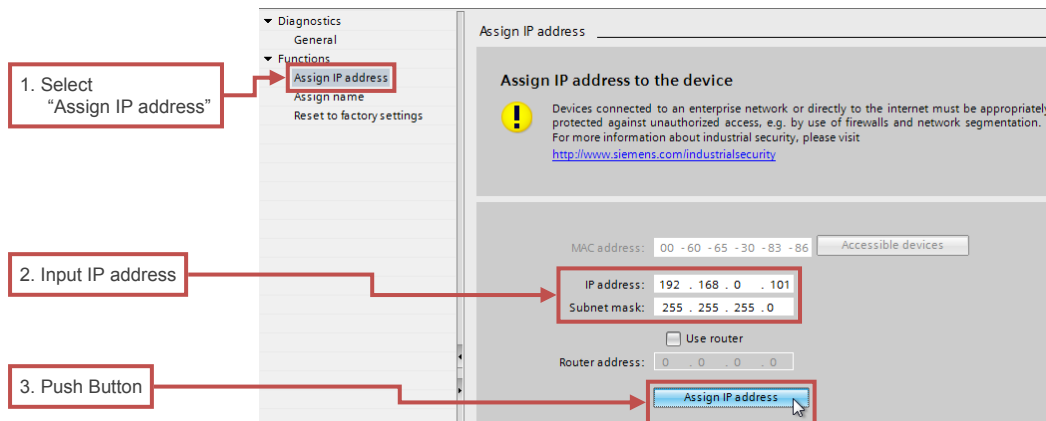 Diagnostics
General
Functions
Assign IP address
Assign name
Reset to factory settings
1. Select
"Assign IP address"
2. Input IP address
3. Push Button
Assign IP address
Assign IP address to the device
Devices connected to an enterprise network or directly to the internet must be appropriately
protected against unauthorized access, e.g. by use of firewalls and network segmentation.
For more information about industrial security, please visit
http://www.siemens.com/industrialsecurity
MAC address: 00 -60 -65 -30 -83 -86 Accessible devices
IP address: 192 . 168 . 0 . 101
Subnet mask: 255 . 255 . 255 . 0
Use router
Router address: 0 . 0 . 0 . 0
Assign IP address